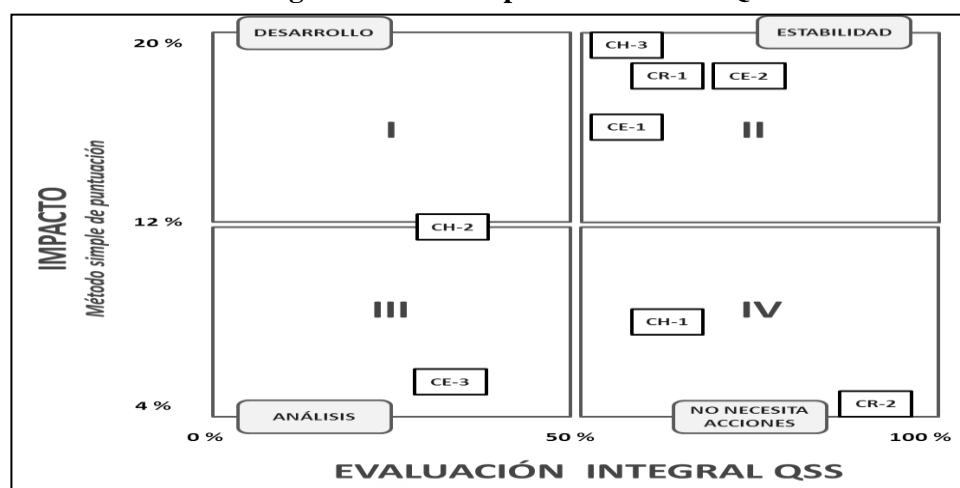 20 %
DESARROLLO
ESTABILIDAD
CH-3
CR-1
CE-2
CE-1
I
II
IMPACTO
Método simple de puntuación
12 %
CH-2
III
IV
CH-1
CE-3
CR-2
4 %
ANÁLISIS
NO NECESITA
ACCIONES
0 %
50 %
100 %
EVALUACIÓN INTEGRAL QSS